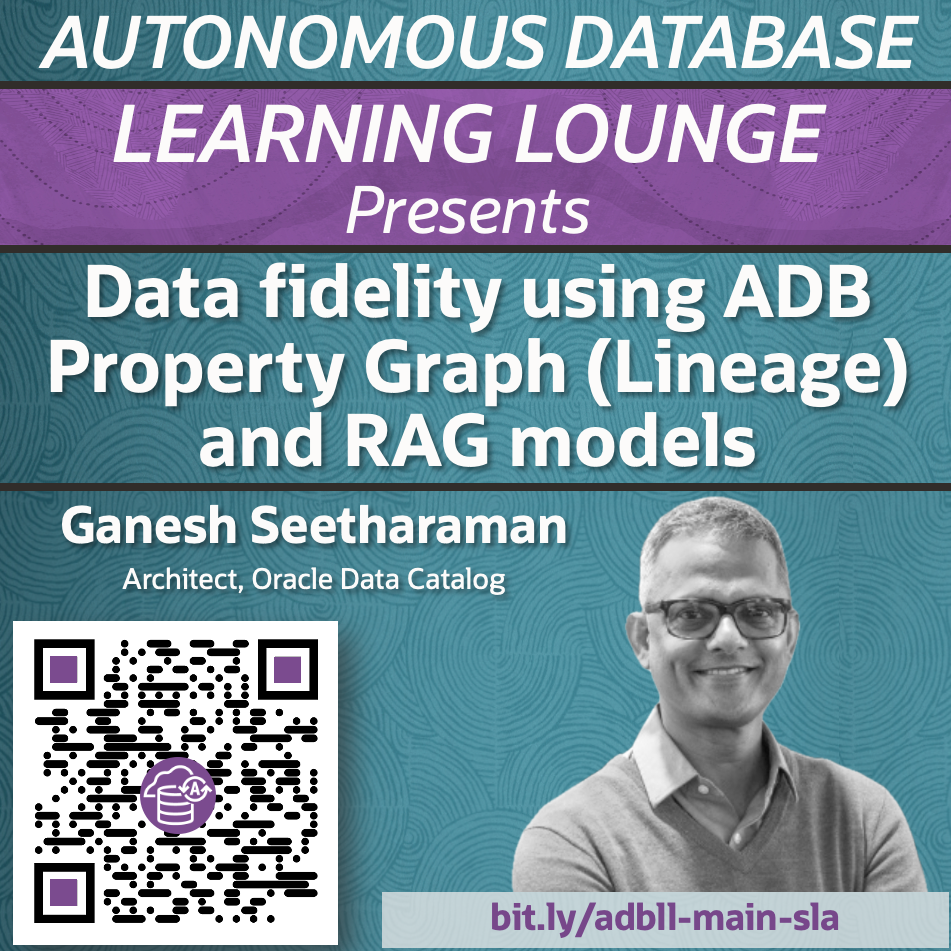 AUTONOMOUS DATABASE
LEARNING LOUNGE
Presents
Data fidelity using ADB
Property Graph (Lineage)
and RAG models
Ganesh Seetharaman
Architect, Oracle Data Catalog
A
bit.ly/adbll-main-sla